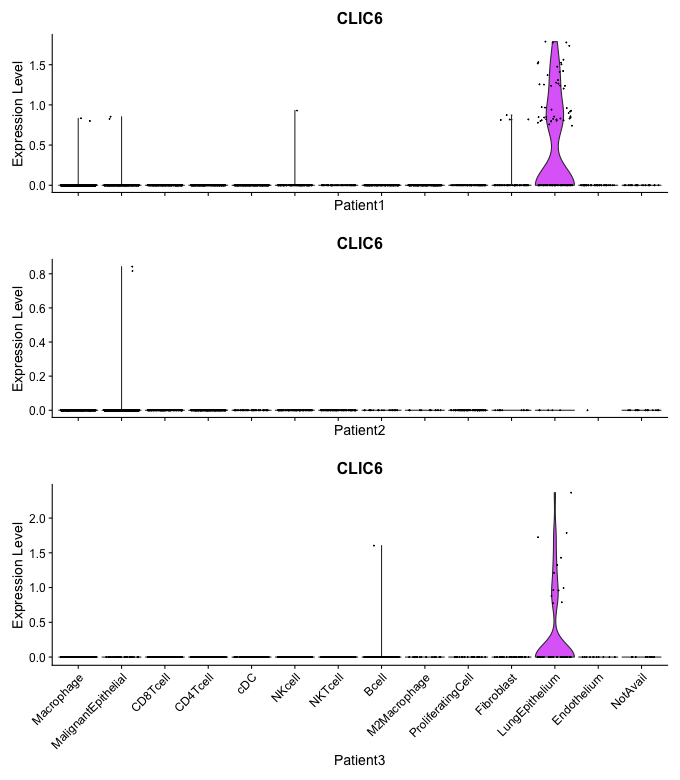 CLIC6
Expression Level
1.5
1.0
0.5
0.0
Patient1
CLIC6
Expression Level
0.8
0.6
0.4
0.2
0.0
Patient2
CLIC6
Expression Level
2.0
1.5
1.0
0.5
0.0
Macrophage
MalignantEpithelial
CD8Tcell
CD4Tcell
cDC
NKcell
NKTcell
Bcell
M2Macrophage
ProliferatingCell
Fibroblast
LungEpithelium
Endothelium
NotAvail
Patient3